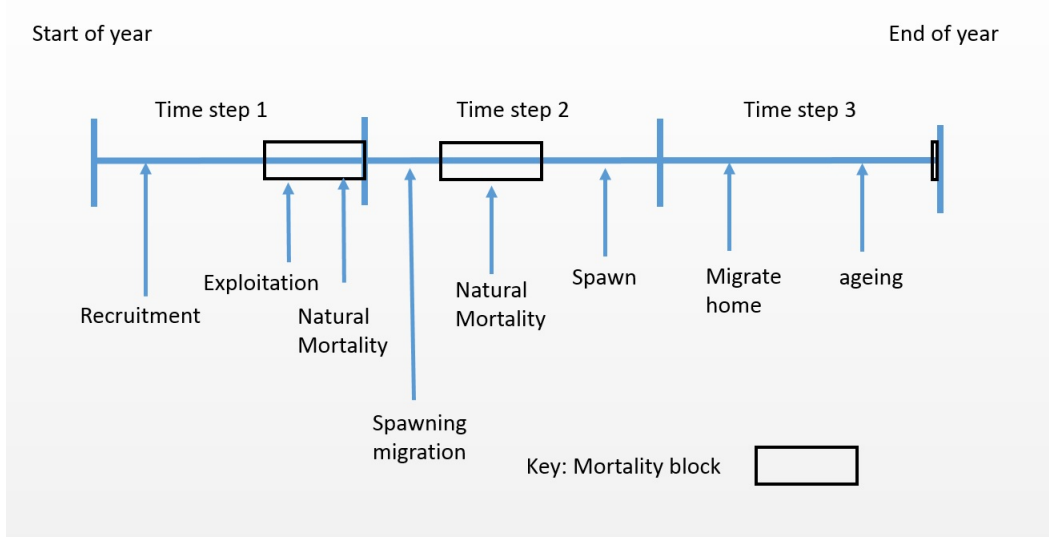 Start of year
End of year
Time step 1
Time step 2
Time step 3
Recruitment
Exploitation
Natural
Mortality
Spawning
migration
Natural
Mortality
Spawn
Migrate
home
ageing
Key: Mortality block